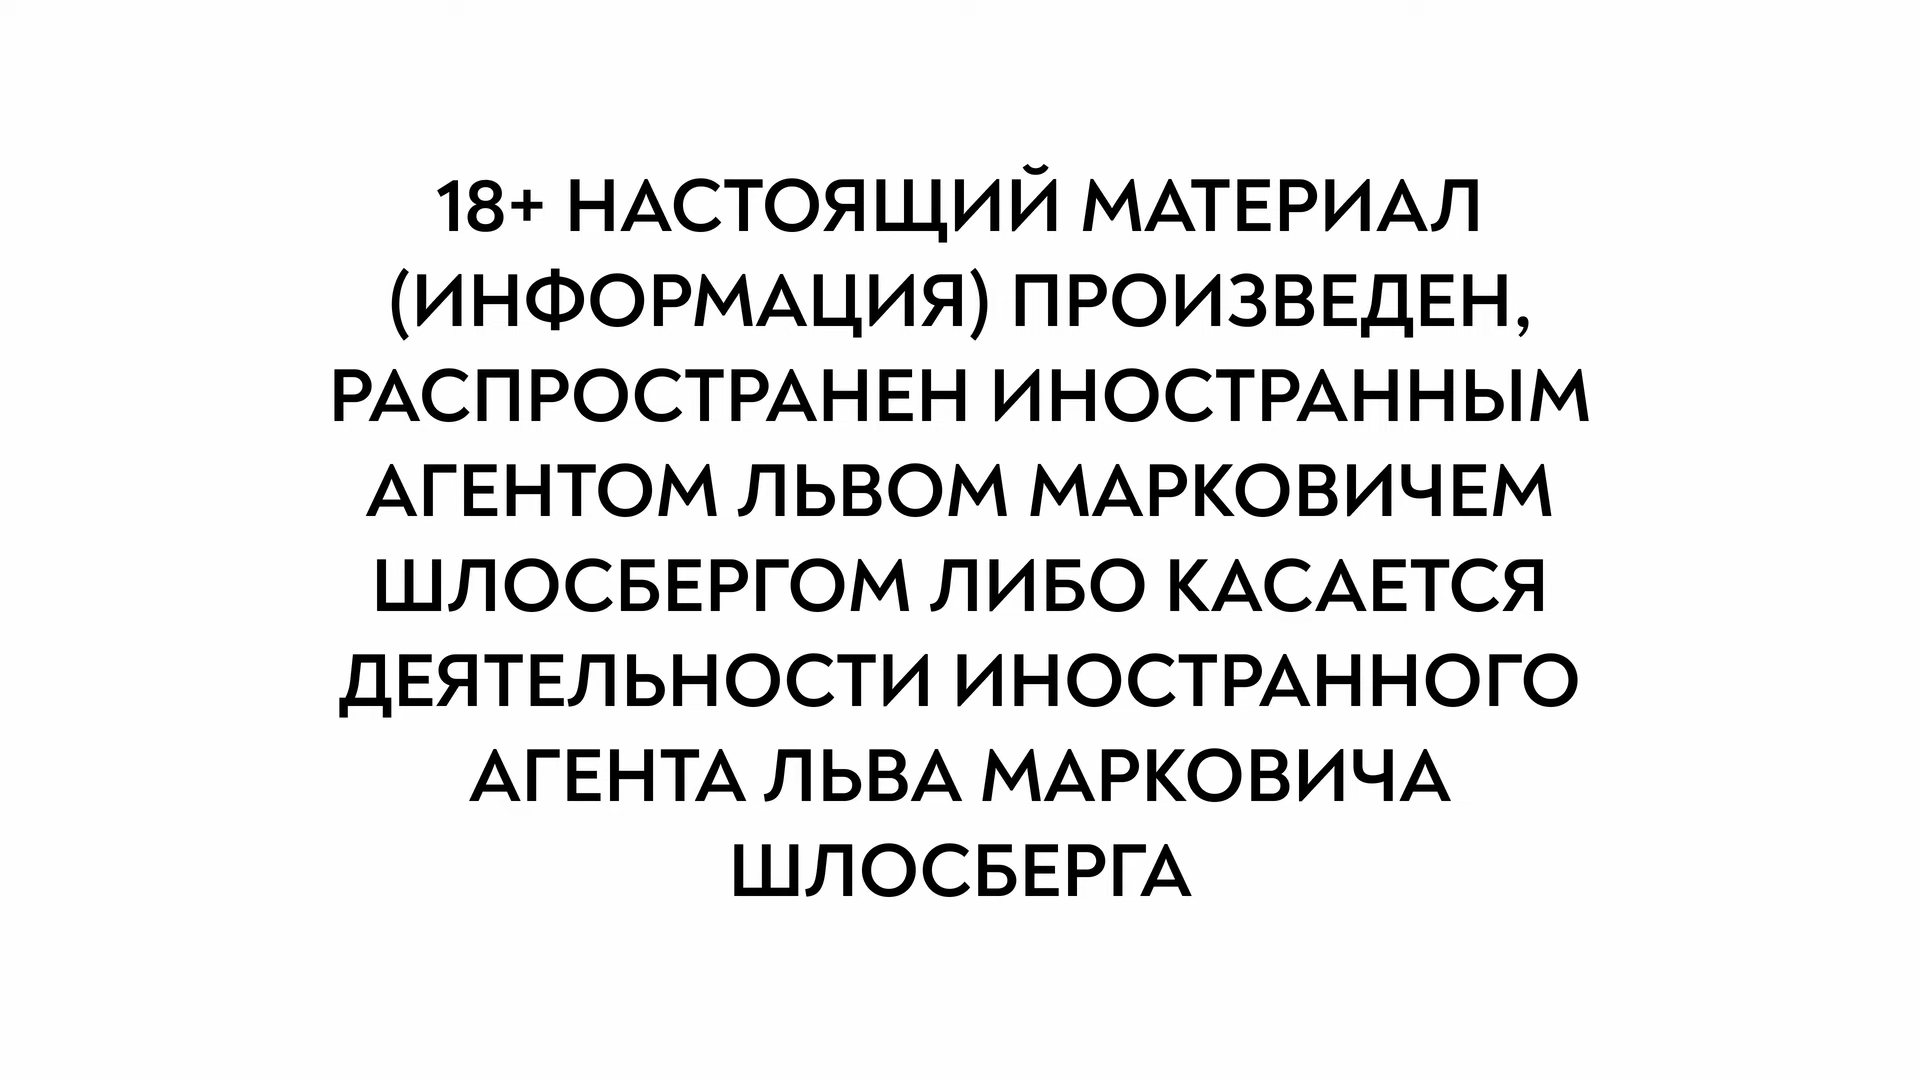 18+ НАСТОЯЩИЙ МАТЕРИАЛ
(ИНФОРМАЦИЯ) ПРОИЗВЕДЕН,
РАСПРОСТРАНЕН ИНОСТРАННЫМ
АГЕНТОМ ЛЬВОМ МАРКОВИЧЕМ
ШЛОСБЕРГОМ ЛИБО КАСАЕТСЯ
ДЕЯТЕЛЬНОСТИ ИНОСТРАННОГО
АГЕНТА ЛЬВА МАРКОВИЧА
ШЛОСБЕРГА